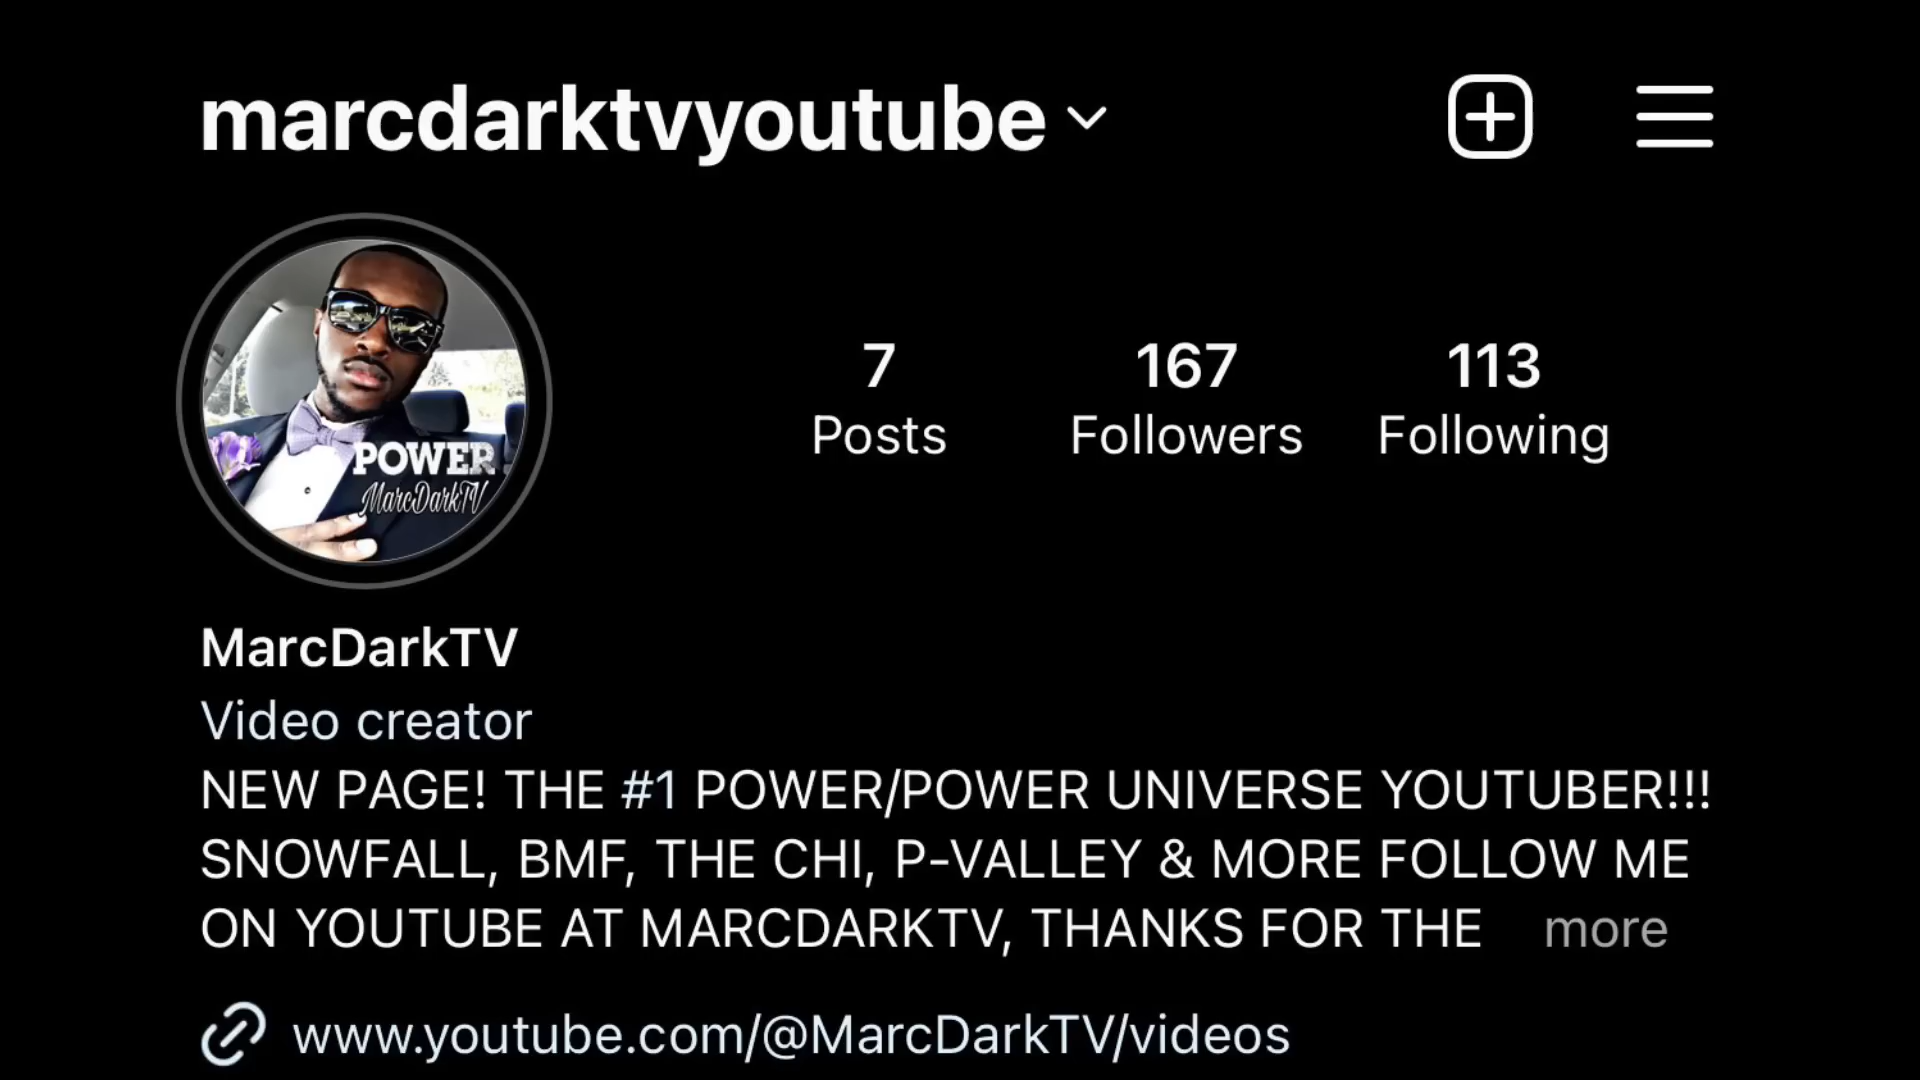 marcdarktvyoutube
POWER
MarcDarkTV
7
Posts
167
Followers
113
Following
MarcDarkTV
Video creator
NEW PAGE! THE #1 POWER/POWER UNIVERSE YOUTUBER!!!
SNOWFALL, BMF, THE CHI, P-VALLEY & MORE FOLLOW ME
ON YOUTUBE AT MARCDARKTV, THANKS FOR THE more
www.youtube.com/@MarcDarkTV/videos